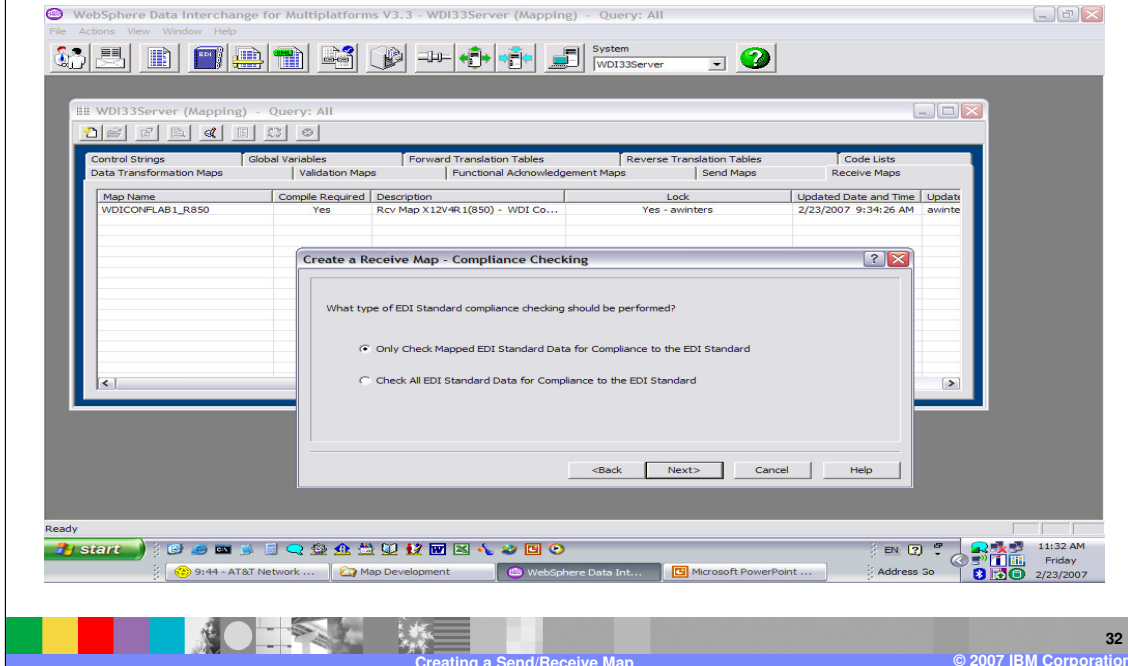 WebSphere Data Interchange for Multiplatforms V3.3 - WDI33Server (Mapping) - Query: All
File Actions View Window Help
System
WDI33Server
WDI33Server (Mapping) - Query: All
Control Strings Global Variables Forward Translation Tables Reverse Translation Tables Code Lists
Data Transformation Maps Validation Maps Functional Acknowledgement Maps Send Maps Receive Maps
Map Name Compile Required Description Lock Updated Date and Time Update
WDICONFLAB1_R850 Yes Rcv Map X12V4R1(850) - WDI Co... Yes - awinters 2/23/2007 9:34:26 AM awinte
Create a Receive Map - Compliance Checking
What type of EDI Standard compliance checking should be performed?
Only Check Mapped EDI Standard Data for Compliance to the EDI Standard
Check All EDI Standard Data for Compliance to the EDI Standard
<Back Next> Cancel Help
Ready
start EN 11:32 AM
Friday
9:44 - AT&T Network ... Map Development WebSphere Data Int... Microsoft PowerPoint ... Address 2/23/2007
32
Creating a Send/Receive Map © 2007 IBM Corporation